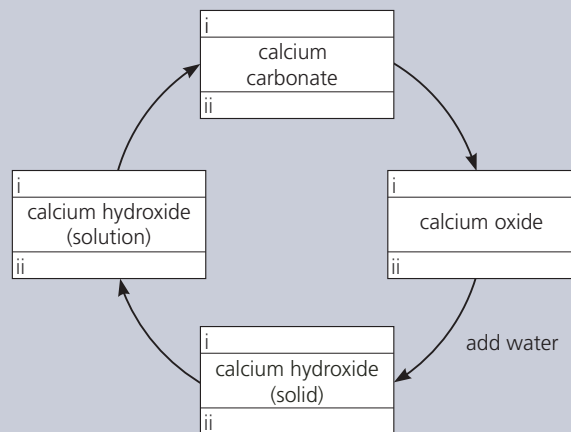 i
calcium
carbonate
ii
i
calcium hydroxide
(solution)
ii
i
calcium oxide
ii
add water
i
calcium hydroxide
(solid)
ii